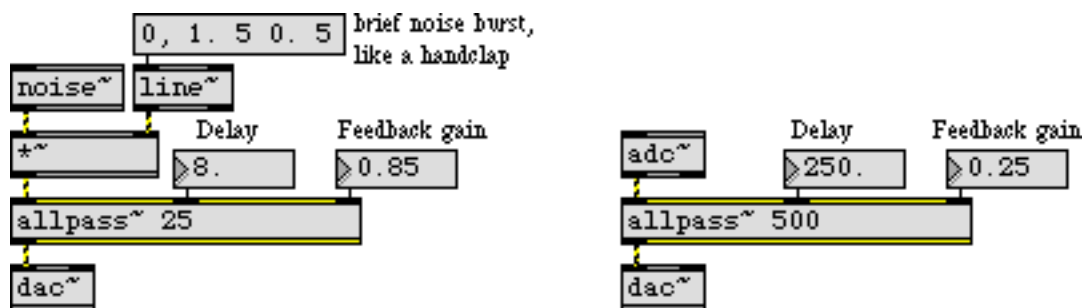 0, 1. 5 0. 5
brief noise burst,
like a handclap
noise~
line~
*~
Delay
Feedback gain
8.
0.85
allpass~ 25
dac~
adc~
Delay
Feedback gain
250.
0.25
allpass~ 500
dac~